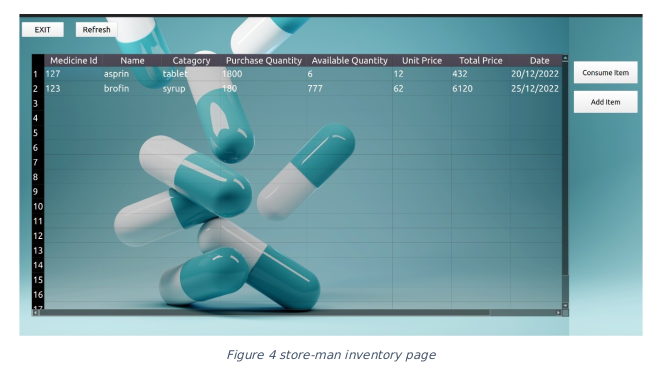 EXIT Refresh
Medicine Id Name Catagory Purchase Quantity Available Quantity Unit Price Total Price Date
1 127 asprin tablet 1800 6 12 432 20/12/2022
Consume Item
2 123 brofin syrup 180 777 62 6120 25/12/2022
3
Add Item
4
5
6
7
8
9
10
11
12
13
14
15
16
17
Figure 4 store-man inventory page